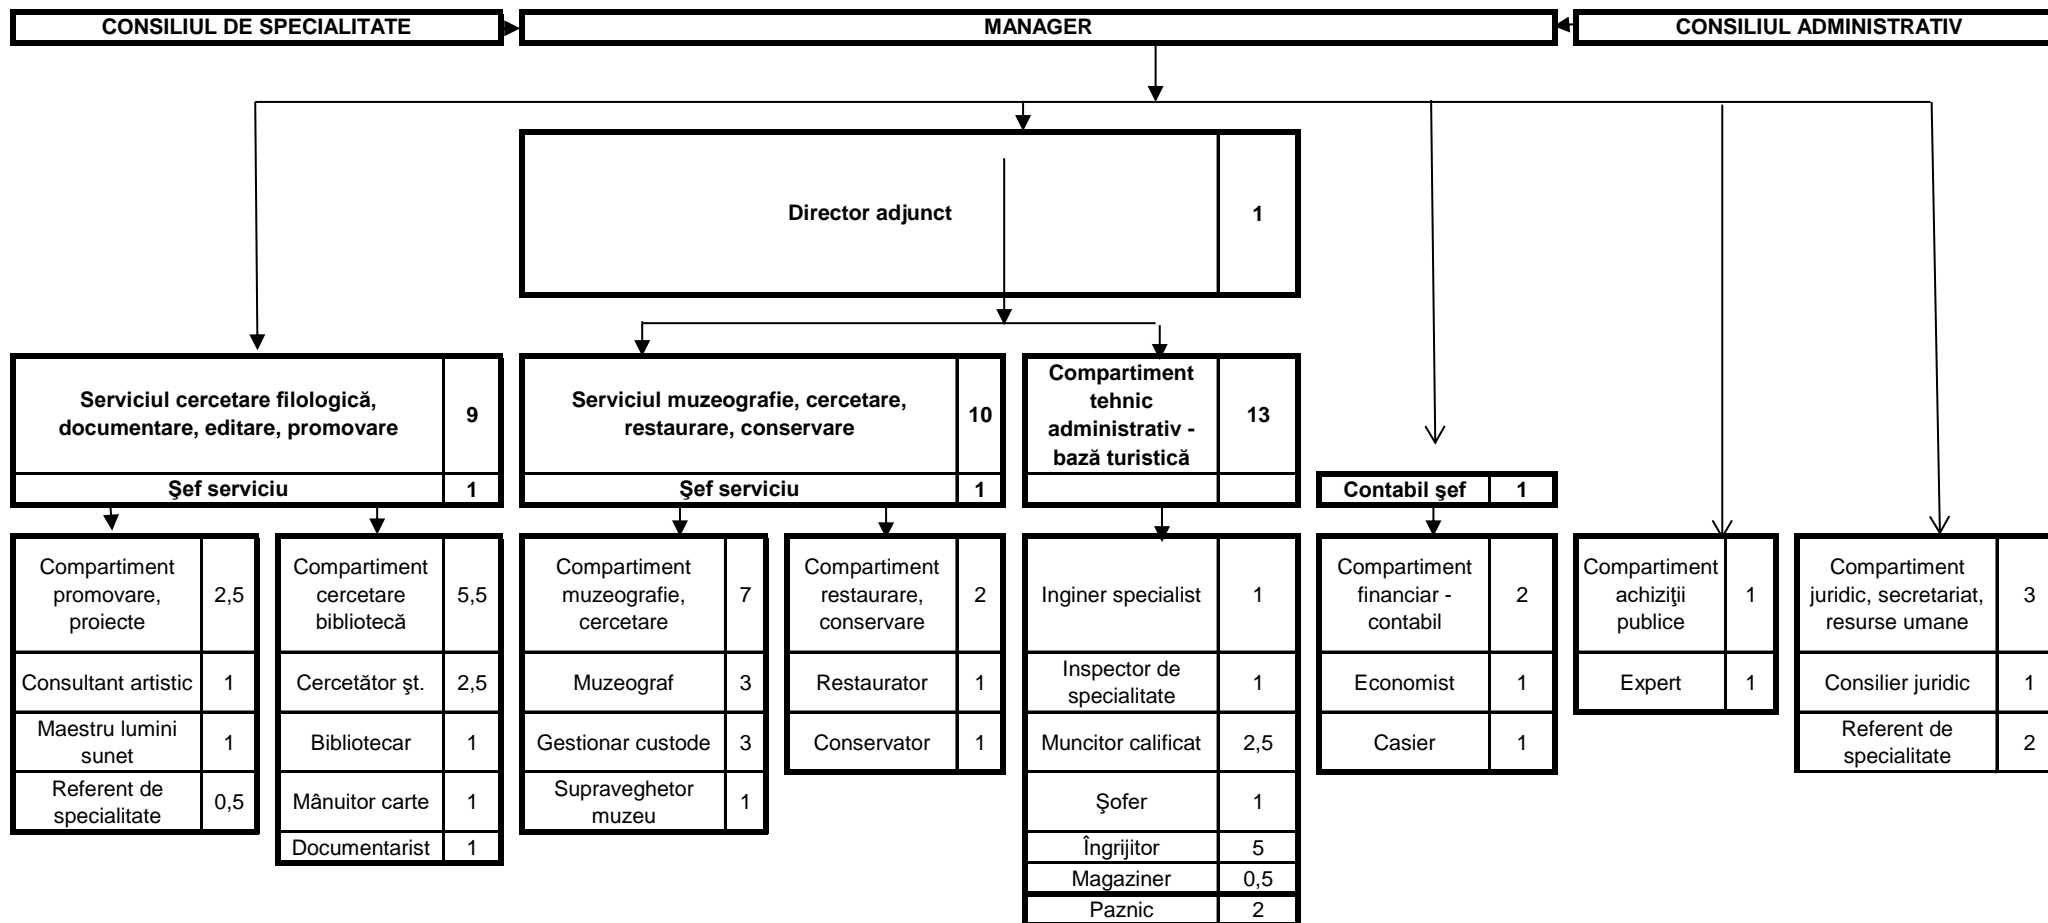 CONSILIUL DE SPECIALITATE
MANAGER
CONSILIUL ADMINISTRATIV
Director adjunct
1
Serviciul cercetare filologică,
documentare, editare, promovare
9
Şef serviciu
1
Serviciul muzeografie, cercetare,
restaurare, conservare
10
Şef serviciu
1
Compartiment
tehnic
administrativ -
bază turistică
13
Contabil şef
1
Compartiment
promovare,
proiecte
2,5
Consultant artistic
1
Maestru lumini
sunet
1
Referent de
specialitate
0,5
Compartiment
cercetare
bibliotecă
5,5
Cercetător şt.
2,5
Bibliotecar
1
Mânuitor carte
1
Documentarist
1
Compartiment
muzeografie,
cercetare
7
Muzeograf
3
Gestionar custode
3
Supraveghetor
muzeu
1
Compartiment
restaurare,
conservare
2
Restaurator
1
Conservator
1
Inginer specialist
1
Inspector de
specialitate
1
Muncitor calificat
2,5
Şofer
1
Îngrijitor
5
Magaziner
0,5
Paznic
2
Compartiment
financiar -
contabil
2
Economist
1
Casier
1
Compartiment
achiziţii
publice
1
Expert
1
Compartiment
juridic, secretariat,
resurse umane
3
Consilier juridic
1
Referent de
specialitate
2